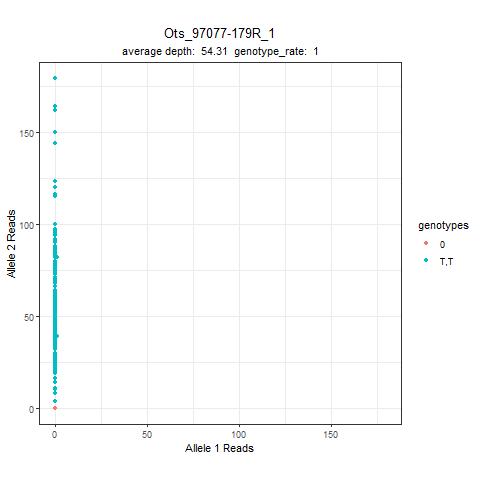 Ots_97077-179R_1
average depth: 54.31 genotype_rate: 1
Allele 2 Reads
150
100
50
0
0
50
100
150
Allele 1 Reads
genotypes
0
T,T